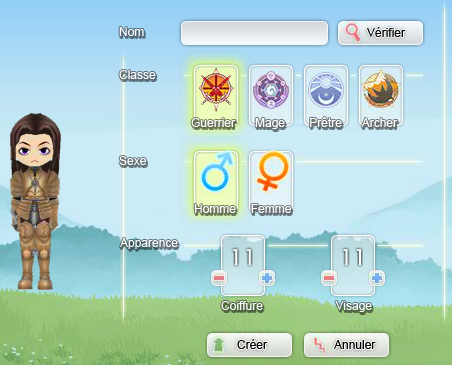 Nom
Vérifier
Classe
Guerrier Mage Prêtre Archer
Sexe
Homme Femme
Apparence
11 11
Coiffure Visage
Créer Annuler